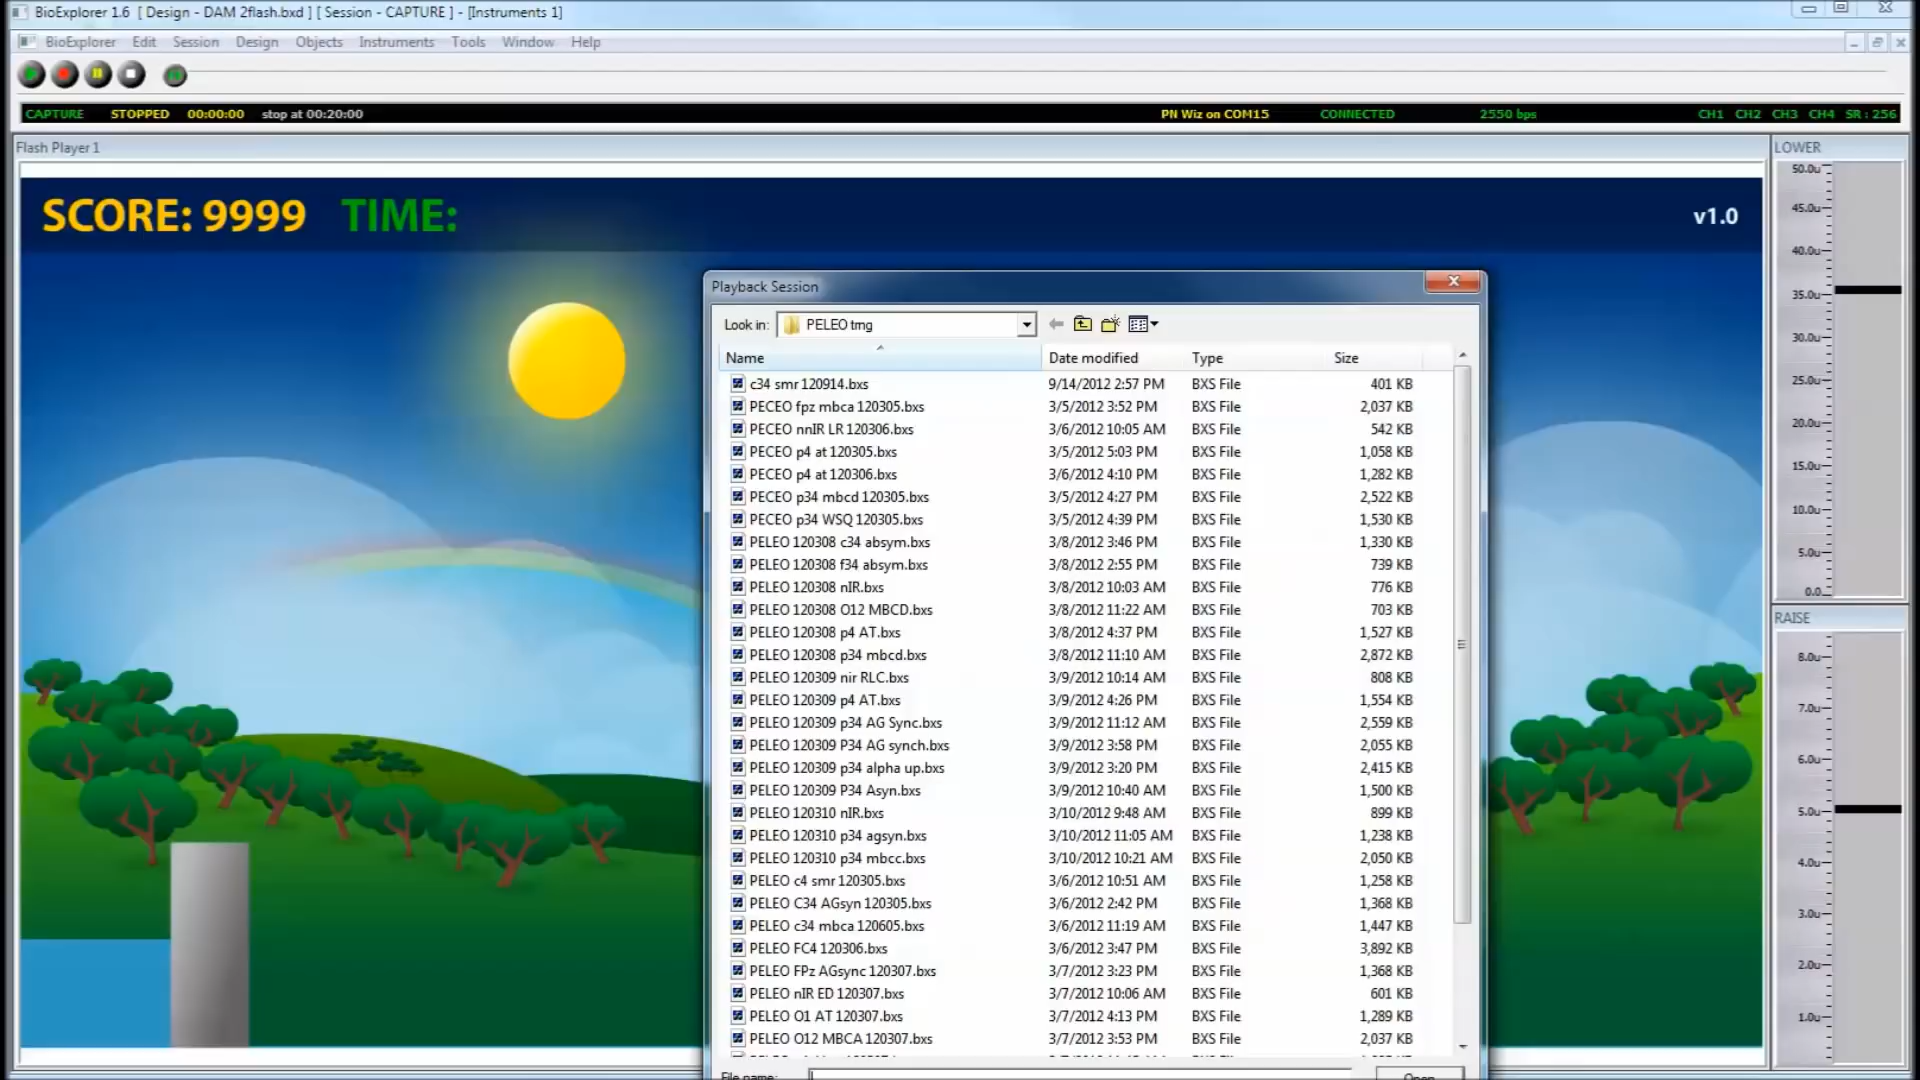 BioExplorer 1.6 [ Design - DAM 2flash.bxd ] [ Session - CAPTURE ] - [Instruments 1]
BioExplorer Edit Session Design Objects Instruments Tools Window Help
CAPTURE STOPPED 00:00:00 stop at 00:20:00 PN Wiz on COM15 CONNECTED 2550 bps CH1 CH2 CH3 CH4 SR : 256
Flash Player 1
SCORE: 9999 TIME: v1.0
Playback Session
Look in: PELEO tmg
Name Date modified Type Size
c34 smr 120914.bxs 9/14/2012 2:57 PM BXS File 401 KB
PECEO fpz mbca 120305.bxs 3/5/2012 3:52 PM BXS File 2,037 KB
PECEO nnIR LR 120306.bxs 3/6/2012 10:05 AM BXS File 542 KB
PECEO p4 at 120305.bxs 3/5/2012 5:03 PM BXS File 1,058 KB
PECEO p4 at 120306.bxs 3/6/2012 4:10 PM BXS File 1,282 KB
PECEO p34 mbcd 120305.bxs 3/5/2012 4:27 PM BXS File 2,522 KB
PECEO p34 WSQ 120305.bxs 3/5/2012 4:39 PM BXS File 1,530 KB
PELEO 120308 c34 absym.bxs 3/8/2012 3:46 PM BXS File 1,330 KB
PELEO 120308 f34 absym.bxs 3/8/2012 2:55 PM BXS File 739 KB
PELEO 120308 nIR.bxs 3/8/2012 10:03 AM BXS File 776 KB
PELEO 120308 O12 MBCD.bxs 3/8/2012 11:22 AM BXS File 703 KB
PELEO 120308 p4 AT.bxs 3/8/2012 4:37 PM BXS File 1,527 KB
PELEO 120308 p34 mbcd.bxs 3/8/2012 11:10 AM BXS File 2,872 KB
PELEO 120309 nir RLC.bxs 3/9/2012 10:14 AM BXS File 808 KB
PELEO 120309 p4 AT.bxs 3/9/2012 4:26 PM BXS File 1,554 KB
PELEO 120309 p34 AG Sync.bxs 3/9/2012 11:12 AM BXS File 2,559 KB
PELEO 120309 P34 AG synch.bxs 3/9/2012 3:58 PM BXS File 2,055 KB
PELEO 120309 p34 alpha up.bxs 3/9/2012 3:20 PM BXS File 2,415 KB
PELEO 120309 P34 Asyn.bxs 3/9/2012 10:40 AM BXS File 1,500 KB
PELEO 120310 nIR.bxs 3/10/2012 9:48 AM BXS File 899 KB
PELEO 120310 p34 agsyn.bxs 3/10/2012 11:05 AM BXS File 1,238 KB
PELEO 120310 p34 mbcc.bxs 3/10/2012 10:21 AM BXS File 2,050 KB
PELEO c4 smr 120305.bxs 3/6/2012 10:51 AM BXS File 1,258 KB
PELEO C34 AGsyn 120305.bxs 3/6/2012 2:42 PM BXS File 1,368 KB
PELEO c34 mbca 120605.bxs 3/6/2012 11:19 AM BXS File 1,447 KB
PELEO FC4 120306.bxs 3/6/2012 3:47 PM BXS File 3,892 KB
PELEO FPz AGsync 120307.bxs 3/7/2012 3:23 PM BXS File 1,368 KB
PELEO nIR ED 120307.bxs 3/7/2012 10:06 AM BXS File 601 KB
PELEO O1 AT 120307.bxs 3/7/2012 4:13 PM BXS File 1,289 KB
PELEO O12 MBCA 120307.bxs 3/7/2012 3:53 PM BXS File 2,037 KB
File name: Open
LOWER
50.0u
45.0u
40.0u
35.0u
30.0u
25.0u
20.0u
15.0u
10.0u
5.0u
0.0
RAISE
8.0u
7.0u
6.0u
5.0u
4.0u
3.0u
2.0u
1.0u